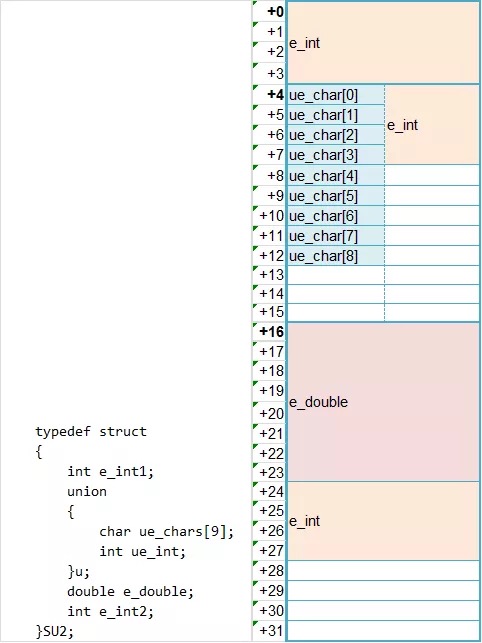 +0
+1
e_int
+2
+3
+4 ue_char[0]
+5 ue_char[1]
e_int
+6 ue_char[2]
+7 ue_char[3]
+8 ue_char[4]
+9 ue_char[5]
+10 ue_char[6]
+11 ue_char[7]
+12 ue_char[8]
+13
+14
+15
+16
+17
+18
+19
e_double
+20
+21
+22
+23
+24
+25
e_int
+26
+27
+28
+29
+30
+31
typedef struct
{
    int e_int1;
    union
    {
        char ue_chars[9];
        int ue_int;
    }u;
    double e_double;
    int e_int2;
}SU2;